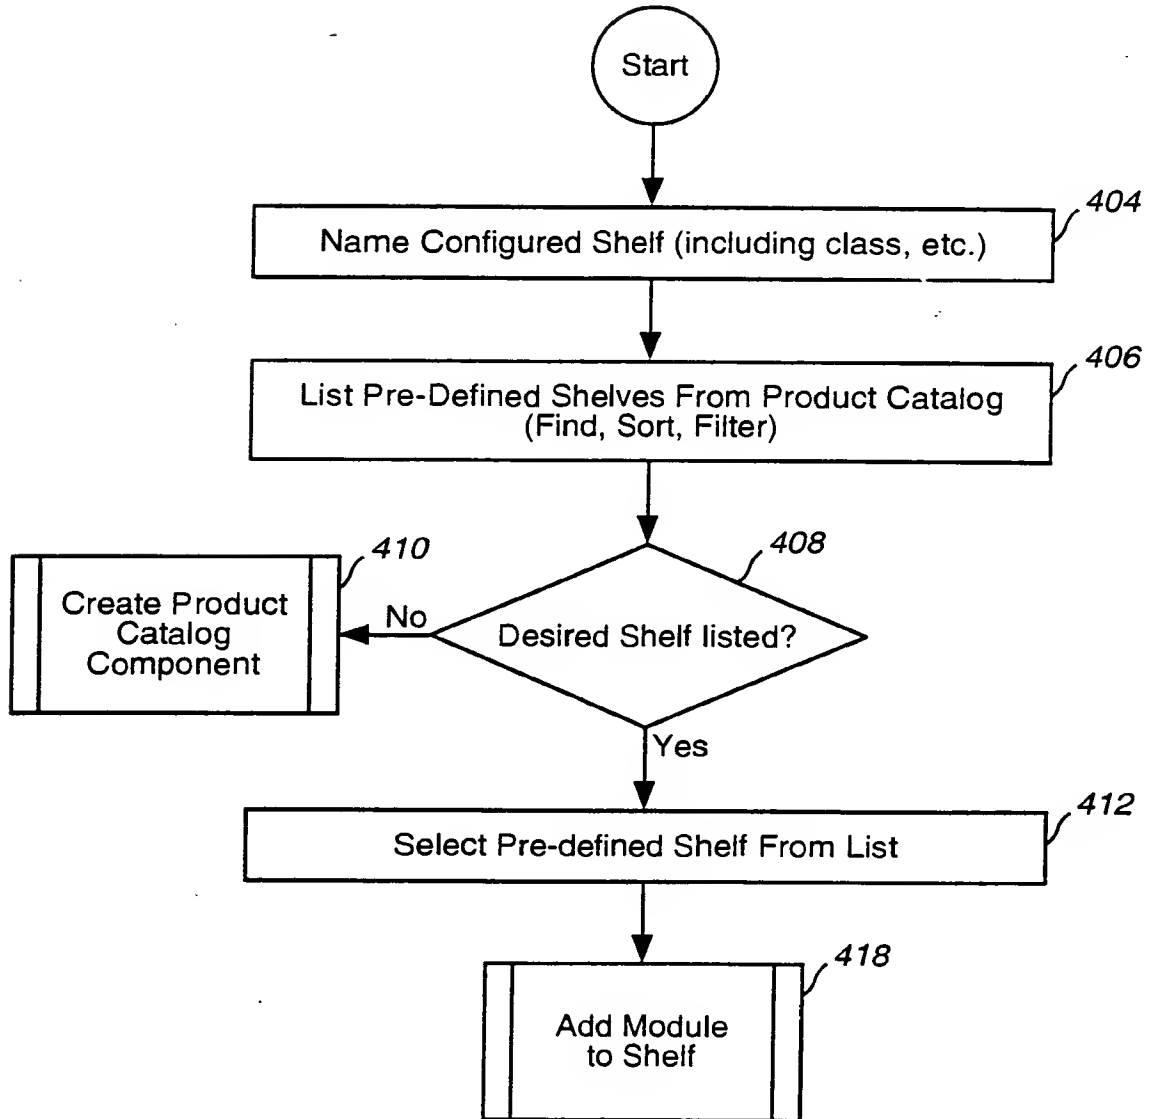 Start
404
Name Configured Shelf (including class, etc.)
406
List Pre-Defined Shelves From Product Catalog
(Find, Sort, Filter)
408
Desired Shelf listed?
410
No
Create Product
Catalog
Component
Yes
412
Select Pre-defined Shelf From List
418
Add Module
to Shelf